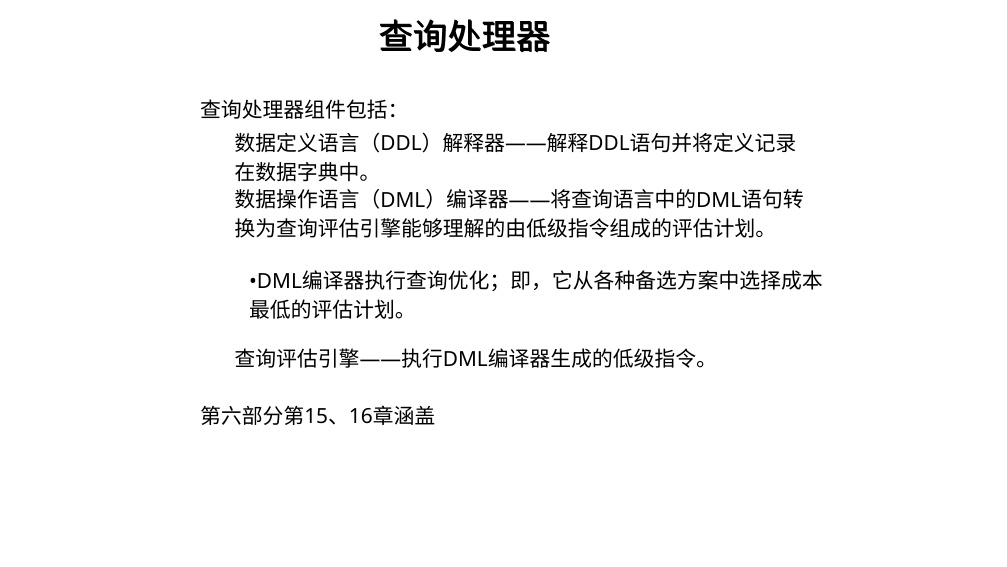 查询处理器
查询处理器组件包括：
数据定义语言（DDL）解释器——解释DDL语句并将定义记录
在数据字典中。
数据操作语言（DML）编译器——将查询语言中的DML语句转
换为查询评估引擎能够理解的由低级指令组成的评估计划。
•DML编译器执行查询优化；即，它从各种备选方案中选择成本
最低的评估计划。
查询评估引擎——执行DML编译器生成的低级指令。
第六部分第15、16章涵盖